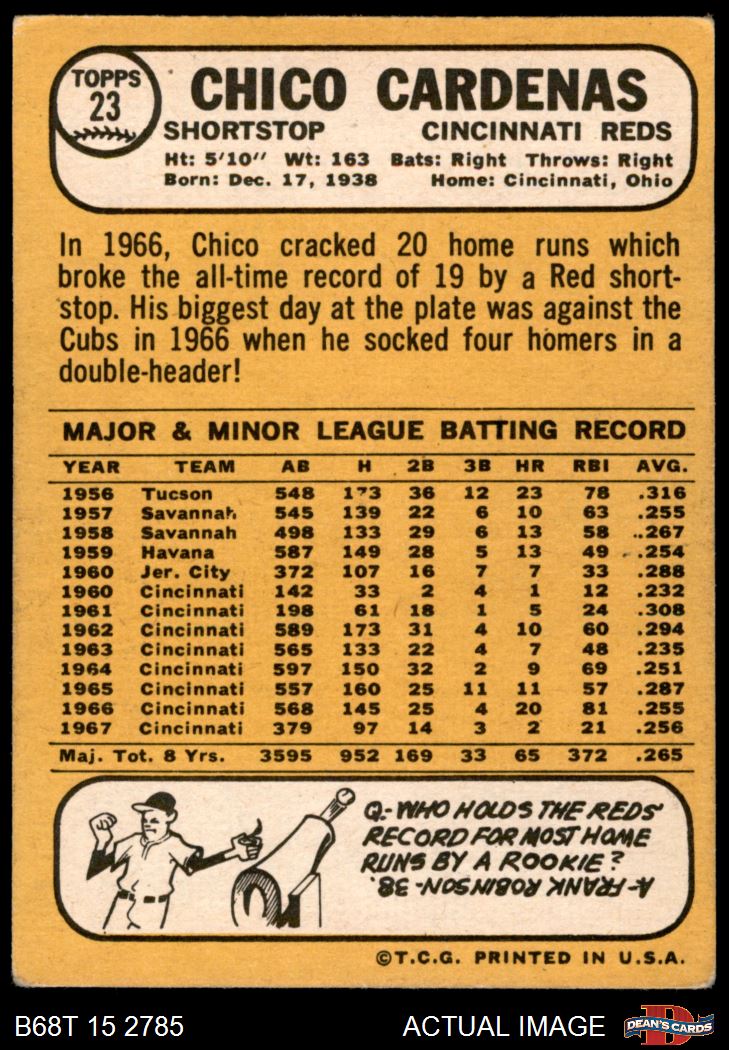 TOPPS
23
CHICO CARDENAS
SHORTSTOP CINCINNATI REDS
Ht: 5'10" Wt: 163 Bats: Right Throws: Right
Born: Dec. 17, 1938 Home: Cincinnati, Ohio
In 1966, Chico cracked 20 home runs which
broke the all-time record of 19 by a Red short-
stop. His biggest day at the plate was against the
Cubs in 1966 when he socked four homers in a
double-header!
MAJOR & MINOR LEAGUE BATTING RECORD
YEAR TEAM AB H 2B 3B HR RBI AVG.
1956 Tucson 548 173 36 12 23 78 .316
1957 Savannah 545 139 22 6 10 63 .255
1958 Savannah 498 133 29 6 13 58 .267
1959 Havana 587 149 28 5 13 49 .254
1960 Jer. City 372 107 16 7 7 33 .288
1960 Cincinnati 142 33 2 4 1 12 .232
1961 Cincinnati 198 61 18 1 5 24 .308
1962 Cincinnati 589 173 31 4 10 60 .294
1963 Cincinnati 565 133 22 4 7 48 .235
1964 Cincinnati 597 150 32 2 9 69 .251
1965 Cincinnati 557 160 25 11 11 57 .287
1966 Cincinnati 568 145 25 4 20 81 .255
1967 Cincinnati 379 97 14 3 2 21 .256
Maj. Tot. 8 Yrs. 3595 952 169 33 65 372 .265
Q.- WHO HOLDS THE REDS'
RECORD FOR MOST HOME
RUNS BY A ROOKIE?
A- FRANK ROBINSON-38.
©T.C.G. PRINTED IN U.S.A.
B68T 15 2785 ACTUAL IMAGE
D
DEAN'S CARDS